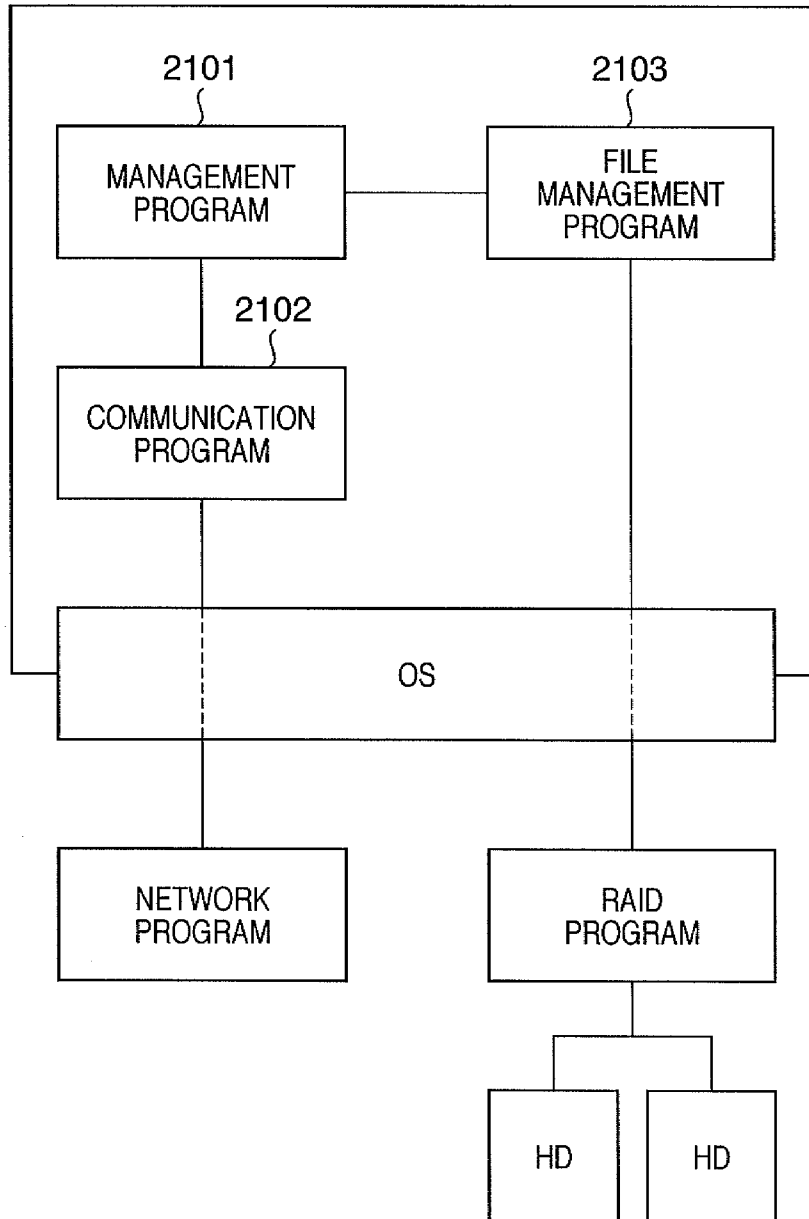 2101
2103
MANAGEMENT
PROGRAM
FILE
MANAGEMENT
PROGRAM
2102
COMMUNICATION
PROGRAM
OS
NETWORK
PROGRAM
RAID
PROGRAM
HD
HD